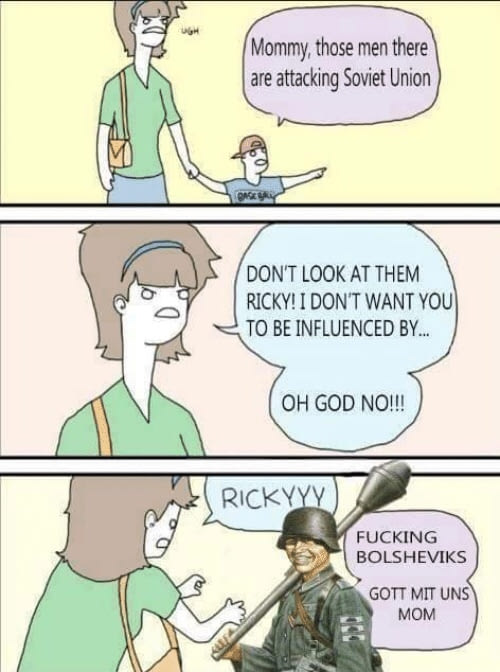 UGH
Mommy, those men there
are attacking Soviet Union
BASEBALL
DON'T LOOK AT THEM
RICKY! I DON'T WANT YOU
TO BE INFLUENCED BY...
OH GOD NO!!!
RICKYYY
FUCKING
BOLSHEVIKS
GOTT MIT UNS
MOM